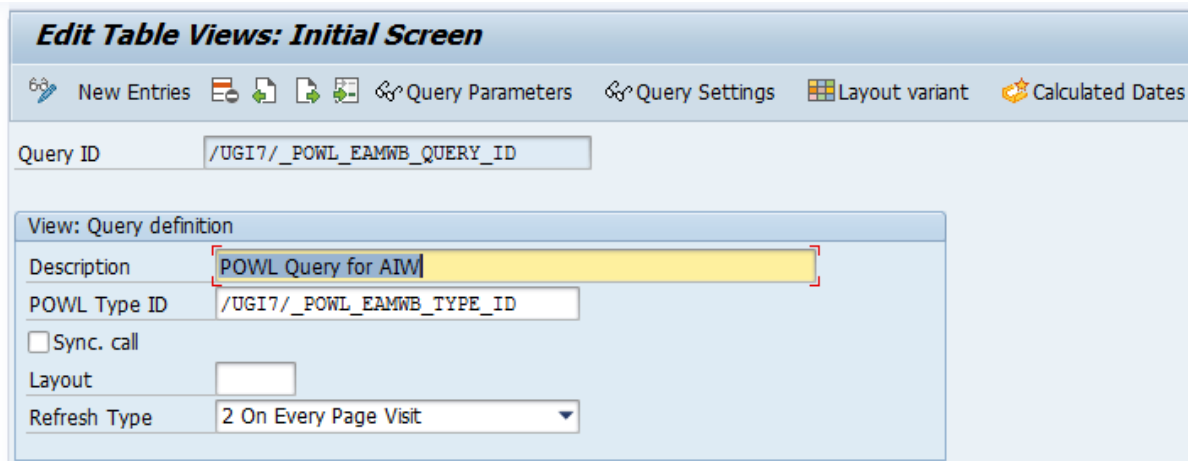 Edit Table Views: Initial Screen
New Entries Query Parameters Query Settings Layout variant Calculated Dates
Query ID /UGI7/_POWL_EAMWB_QUERY_ID
View: Query definition
Description POWL Query for AIW
POWL Type ID /UGI7/_POWL_EAMWB_TYPE_ID
Sync. call
Layout
Refresh Type 2 On Every Page Visit